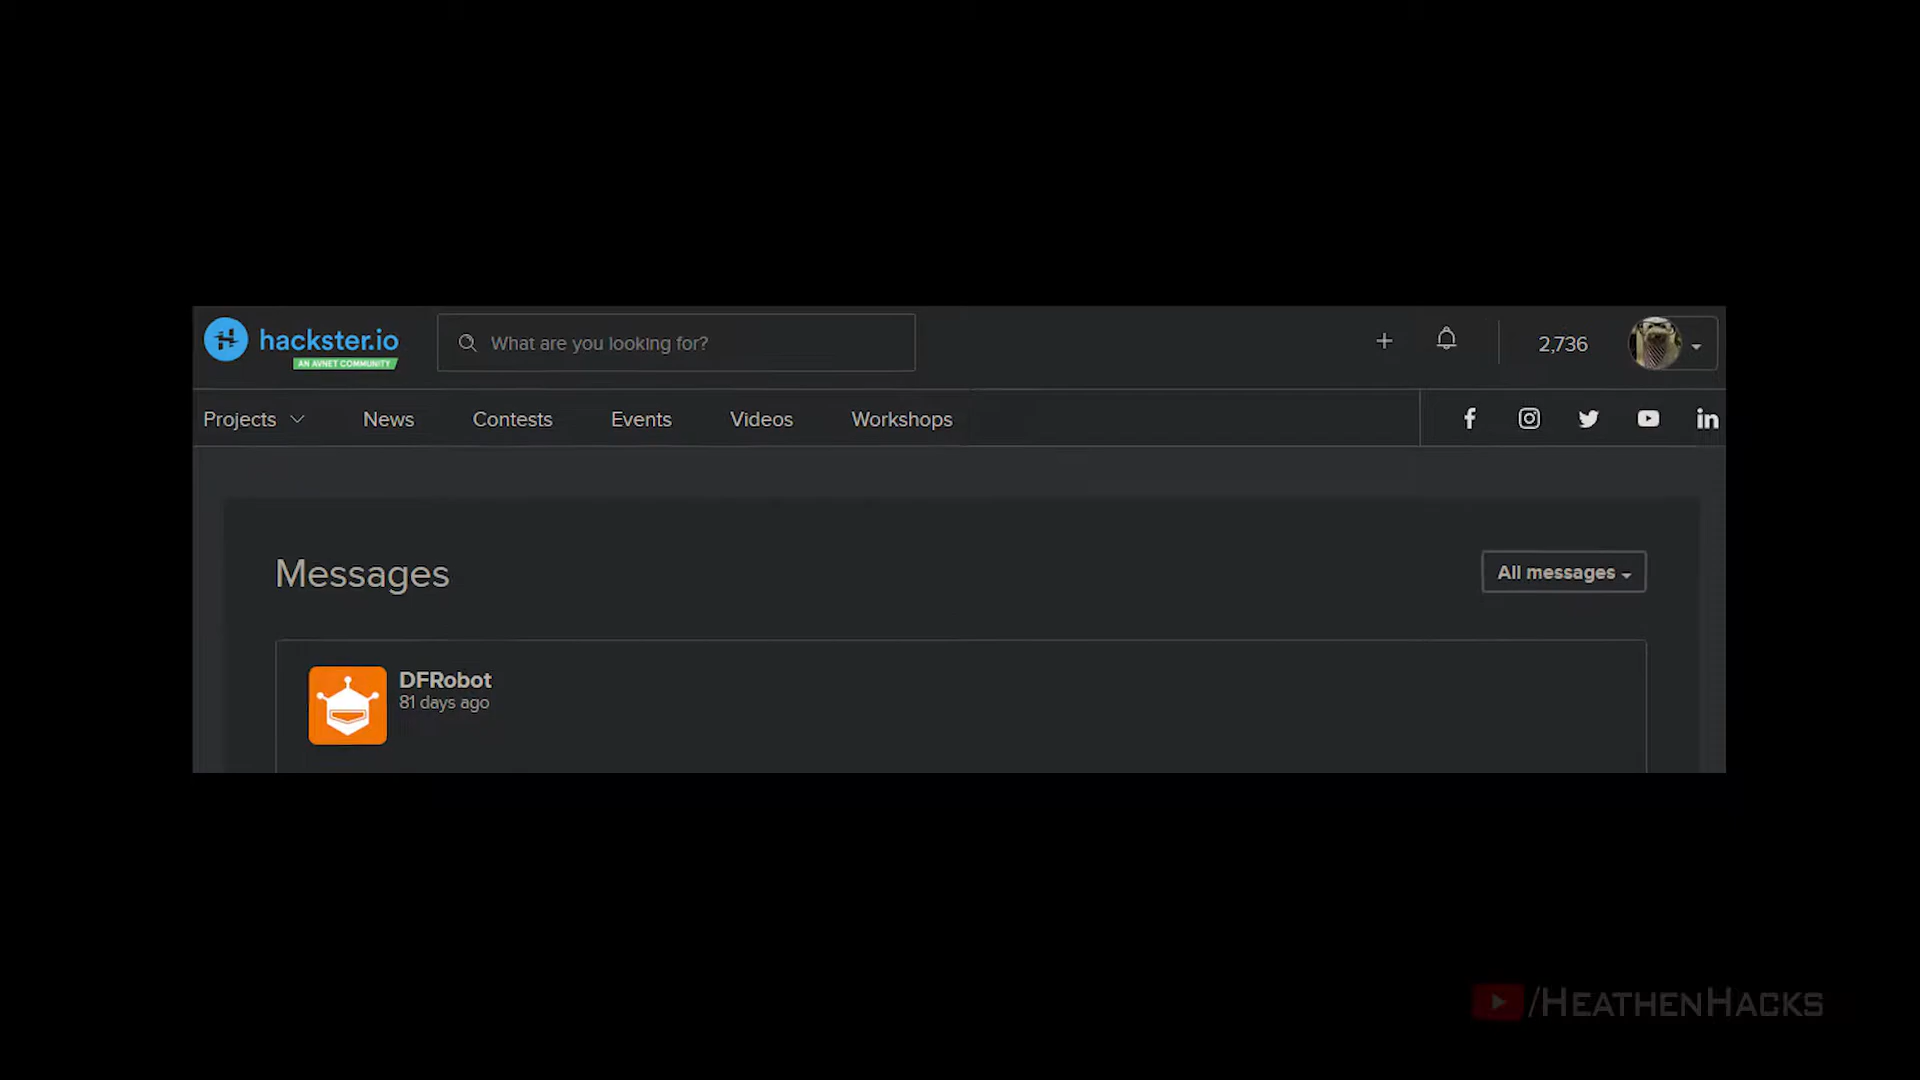 hackster.io
AN AVNET COMMUNITY
What are you looking for?
2,736
Projects News Contests Events Videos Workshops
Messages
All messages
DFRobot
81 days ago
/HEATHENHACKS